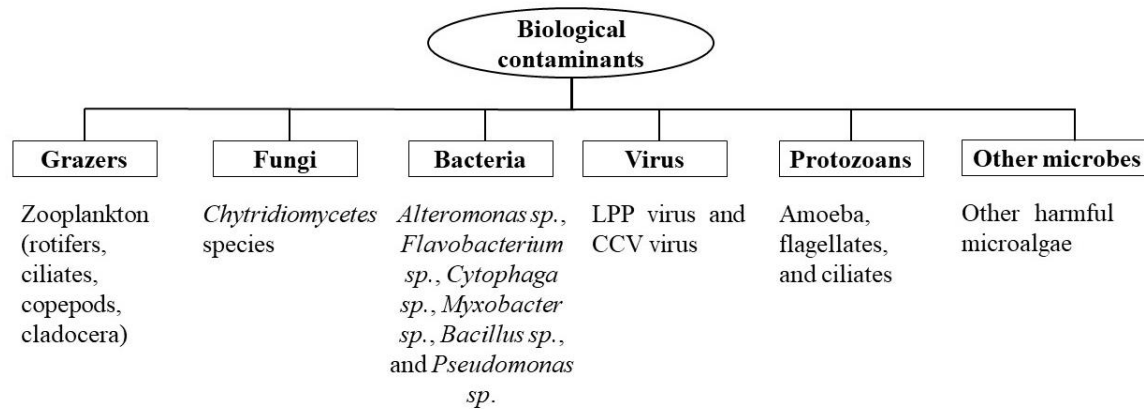 Biological
contaminants
Grazers
Fungi
Bacteria
Virus
Protozoans
Other microbes
Zooplankton
(rotifers,
ciliates,
copepods,
cladocera)
Chytridiomycetes
species
Alteromonas sp.,
Flavobacterium
sp., Cytophaga
sp., Myxobacter
sp., Bacillus sp.,
and Pseudomonas
sp.
LPP virus and
CCV virus
Amoeba,
flagellates,
and ciliates
Other harmful
microalgae